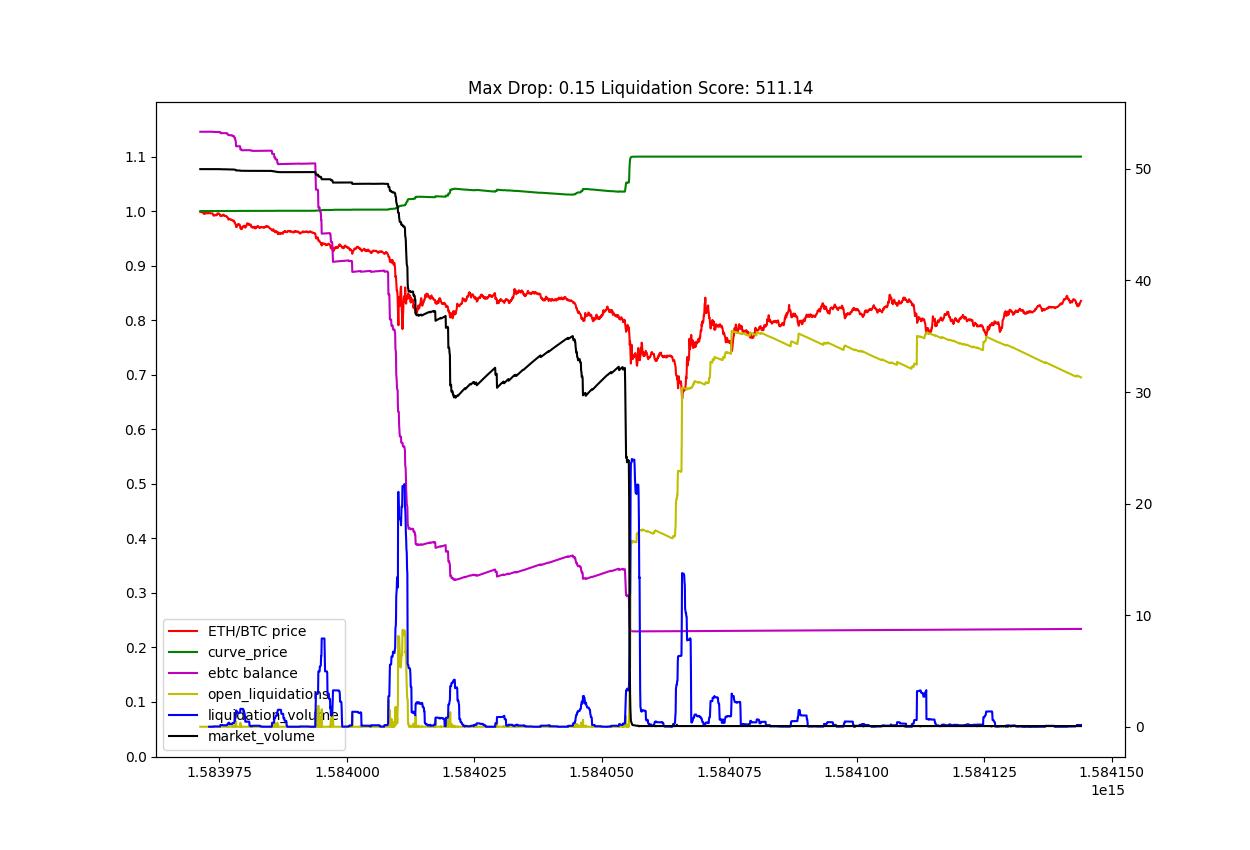 Max Drop: 0.15 Liquidation Score: 511.14
1.1
1.0
0.9
0.8
0.7
0.6
0.5
0.4
0.3
0.2
0.1
0.0
50
40
30
20
10
0
ETH/BTC price
curve_price
ebtc balance
open_liquidations
liquidation_volume
market_volume
1.583975 1.584000 1.584025 1.584050 1.584075 1.584100 1.584125 1.584150
1e15